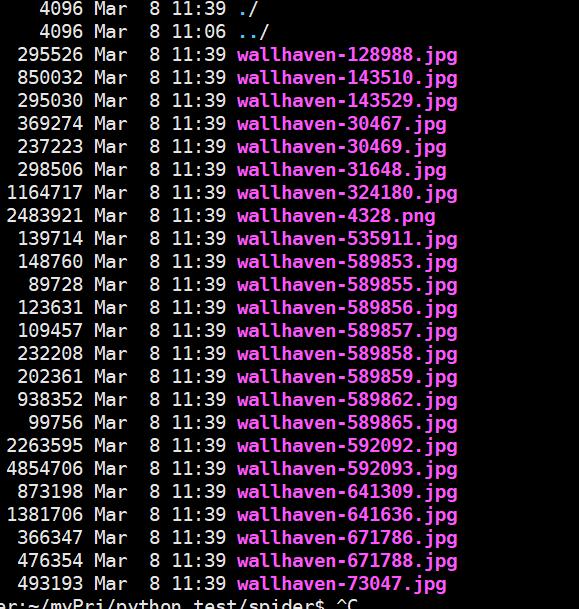 4096 Mar  8 11:39 ./
4096 Mar  8 11:06 ../
295526 Mar  8 11:39 wallhaven-128988.jpg
850032 Mar  8 11:39 wallhaven-143510.jpg
295030 Mar  8 11:39 wallhaven-143529.jpg
369274 Mar  8 11:39 wallhaven-30467.jpg
237223 Mar  8 11:39 wallhaven-30469.jpg
298506 Mar  8 11:39 wallhaven-31648.jpg
1164717 Mar  8 11:39 wallhaven-324180.jpg
2483921 Mar  8 11:39 wallhaven-4328.png
139714 Mar  8 11:39 wallhaven-535911.jpg
148760 Mar  8 11:39 wallhaven-589853.jpg
89728 Mar  8 11:39 wallhaven-589855.jpg
123631 Mar  8 11:39 wallhaven-589856.jpg
109457 Mar  8 11:39 wallhaven-589857.jpg
232208 Mar  8 11:39 wallhaven-589858.jpg
202361 Mar  8 11:39 wallhaven-589859.jpg
938352 Mar  8 11:39 wallhaven-589862.jpg
99756 Mar  8 11:39 wallhaven-589865.jpg
2263595 Mar  8 11:39 wallhaven-592092.jpg
4854706 Mar  8 11:39 wallhaven-592093.jpg
873198 Mar  8 11:39 wallhaven-641309.jpg
1381706 Mar  8 11:39 wallhaven-641636.jpg
366347 Mar  8 11:39 wallhaven-671786.jpg
476354 Mar  8 11:39 wallhaven-671788.jpg
493193 Mar  8 11:39 wallhaven-73047.jpg
er:~/myPri/python_test/spider$ ^C